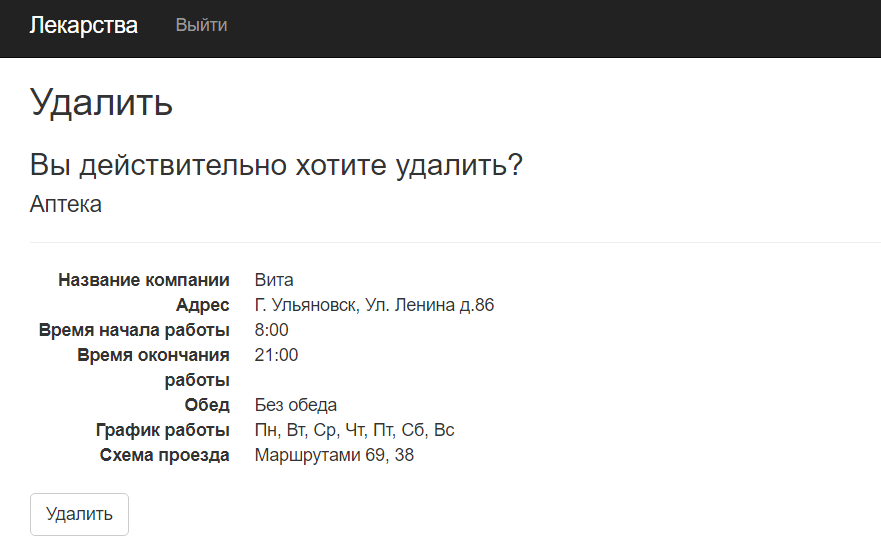 Лекарства Выйти
Удалить
Вы действительно хотите удалить?
Аптека
Название компании Вита
Адрес Г. Ульяновск, Ул. Ленина д.86
Время начала работы 8:00
Время окончания 21:00
работы
Обед Без обеда
График работы Пн, Вт, Ср, Чт, Пт, Сб, Вс
Схема проезда Маршрутами 69, 38
Удалить